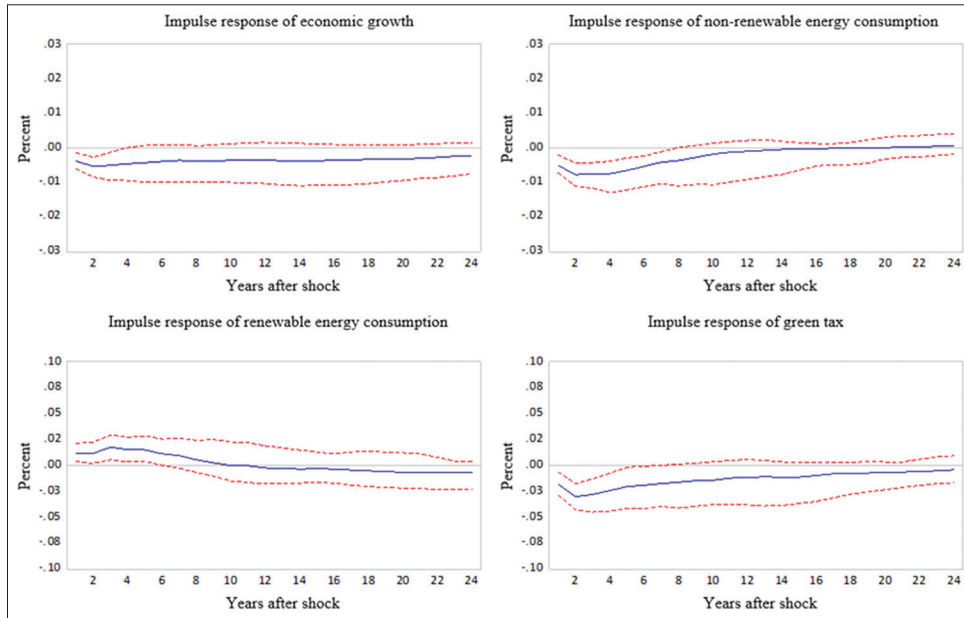 Impulse response of economic growth
.03
.02
.01
.00
-.01
-.02
-.03
Percent
2 4 6 8 10 12 14 16 18 20 22 24
Years after shock
Impulse response of non-renewable energy consumption
.03
.02
.01
.00
-.01
-.02
-.03
Percent
2 4 6 8 10 12 14 16 18 20 22 24
Years after shock
Impulse response of renewable energy consumption
.10
.08
.05
.02
.00
-.03
-.05
-.08
-.10
Percent
2 4 6 8 10 12 14 16 18 20 22 24
Years after shock
Impulse response of green tax
.10
.08
.05
.02
.00
-.03
-.05
-.08
-.10
Percent
2 4 6 8 10 12 14 16 18 20 22 24
Years after shock